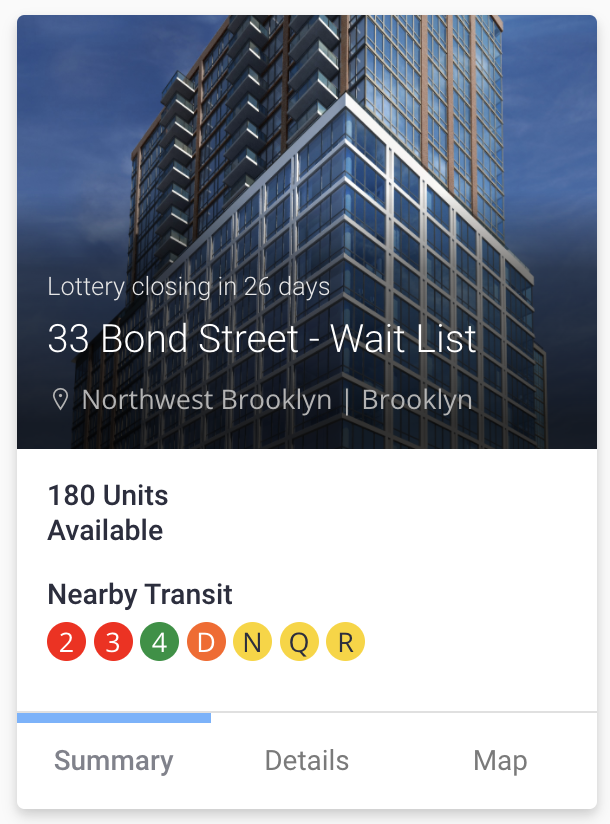 Lottery closing in 26 days
33 Bond Street - Wait List
Northwest Brooklyn | Brooklyn
180 Units
Available
Nearby Transit
2 3 4 D N Q R
Summary Details Map